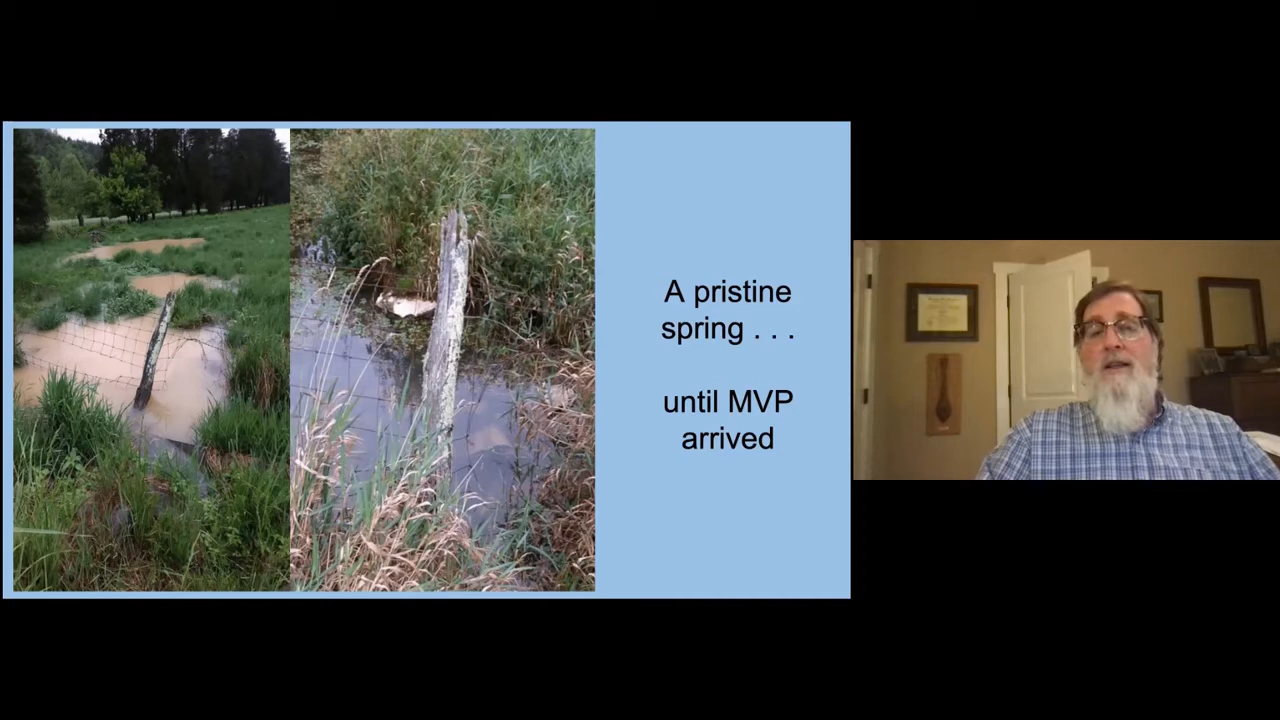 A pristine
spring . . .
until MVP
arrived